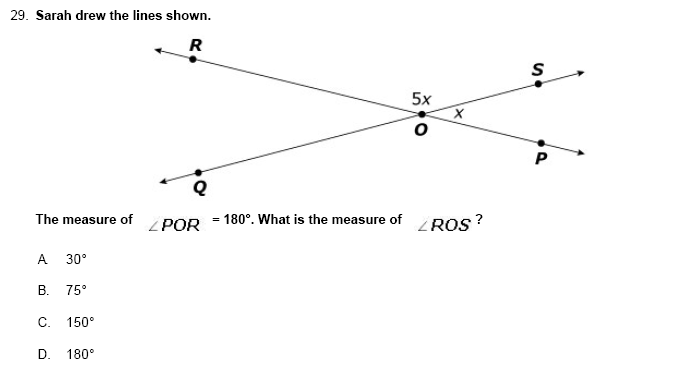 29. Sarah drew the lines shown.
R
S
5x
x
O
P
Q
The measure of ∠POR = 180°. What is the measure of ∠ROS ?
A 30°
B. 75°
C. 150°
D. 180°